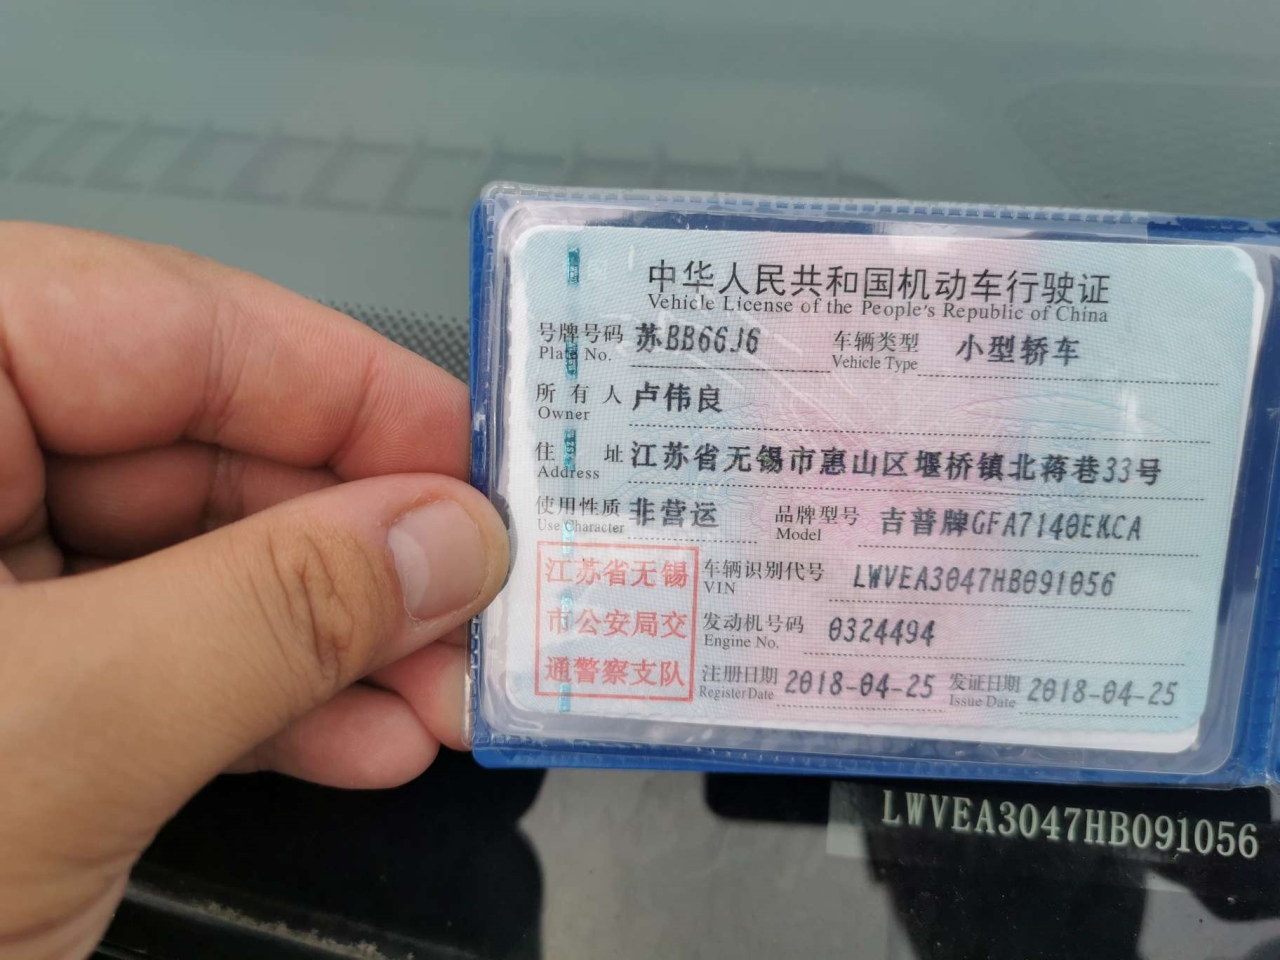 中华人民共和国机动车行驶证
Vehicle License of the People's Republic of China
号牌号码 苏BB66J6 车辆类型 小型轿车
Plate No. Vehicle Type
所有人 卢伟良
Owner
住址 江苏省无锡市惠山区堰桥镇北蒋巷33号
Address
使用性质 非营运 品牌型号 吉普牌GFA7140EKCA
Use Character Model
江苏省无锡
市公安局交
通警察支队
车辆识别代号 LWVEA3047HB091056
VIN
发动机号码 0324494
Engine No.
注册日期 2018-04-25 发证日期 2018-04-25
Register Date Issue Date
LWVEA3047HB091056